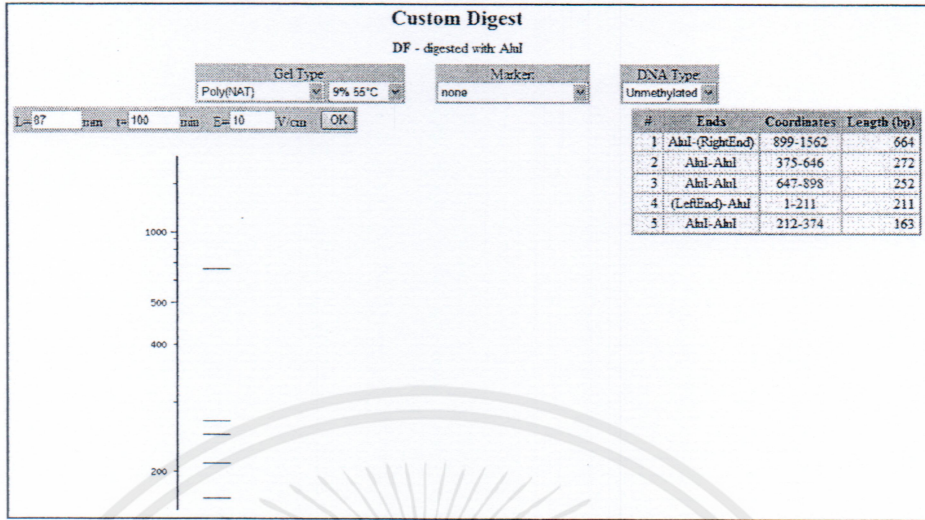 Custom Digest
DF - digested with: AluI
Gel Type: Marker: DNA Type:
Poly(NAT) 9% 55°C none Unmethylated
L= 87 mm t= 100 min E= 10 V/cm OK
# Ends Coordinates Length (bp)
1 AluI-(RightEnd) 899-1562 664
2 AluI-AluI 375-646 272
3 AluI-AluI 647-898 252
4 (LeftEnd)-AluI 1-211 211
5 AluI-AluI 212-374 163
1000
500
400
200